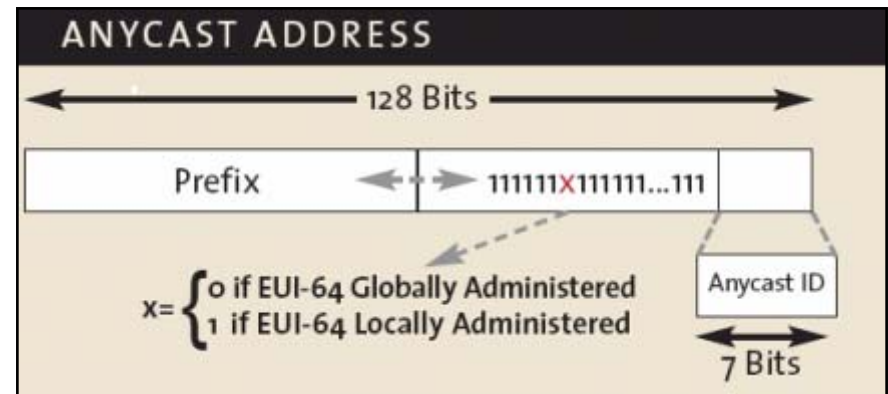 ANYCAST ADDRESS
128 Bits
Prefix
111111x111111...111
x= { 0 if EUI-64 Globally Administered
1 if EUI-64 Locally Administered
Anycast ID
7 Bits